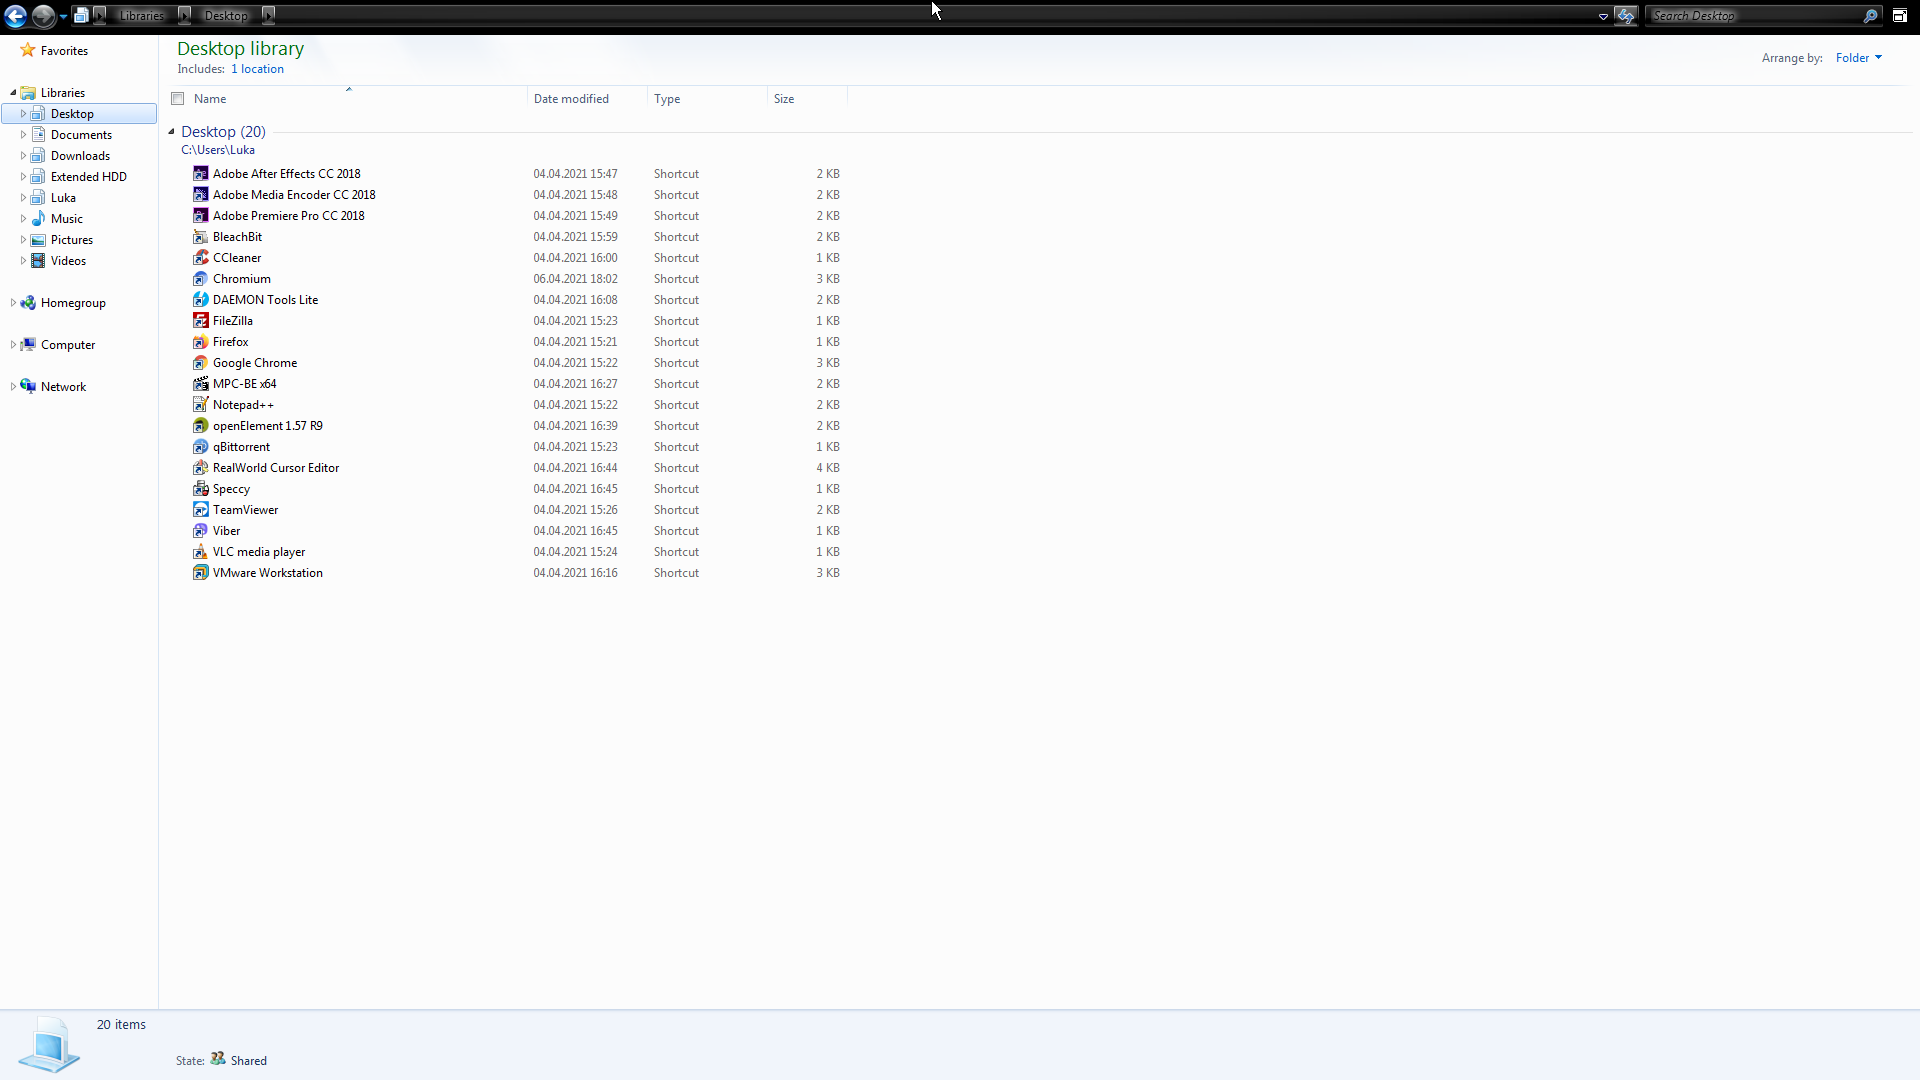 Libraries Desktop Search Desktop
Favorites
Libraries
Desktop
Documents
Downloads
Extended HDD
Luka
Music
Pictures
Videos
Homegroup
Computer
Network
Desktop library
Includes: 1 location
Arrange by: Folder
Name Date modified Type Size
Desktop (20)
C:\Users\Luka
Adobe After Effects CC 2018 04.04.2021 15:47 Shortcut 2 KB
Adobe Media Encoder CC 2018 04.04.2021 15:48 Shortcut 2 KB
Adobe Premiere Pro CC 2018 04.04.2021 15:49 Shortcut 2 KB
BleachBit 04.04.2021 15:59 Shortcut 2 KB
CCleaner 04.04.2021 16:00 Shortcut 1 KB
Chromium 06.04.2021 18:02 Shortcut 3 KB
DAEMON Tools Lite 04.04.2021 16:08 Shortcut 2 KB
FileZilla 04.04.2021 15:23 Shortcut 1 KB
Firefox 04.04.2021 15:21 Shortcut 1 KB
Google Chrome 04.04.2021 15:22 Shortcut 3 KB
MPC-BE x64 04.04.2021 16:27 Shortcut 2 KB
Notepad++ 04.04.2021 15:22 Shortcut 2 KB
openElement 1.57 R9 04.04.2021 16:39 Shortcut 2 KB
qBittorrent 04.04.2021 15:23 Shortcut 1 KB
RealWorld Cursor Editor 04.04.2021 16:44 Shortcut 4 KB
Speccy 04.04.2021 16:45 Shortcut 1 KB
TeamViewer 04.04.2021 15:26 Shortcut 2 KB
Viber 04.04.2021 16:45 Shortcut 1 KB
VLC media player 04.04.2021 15:24 Shortcut 1 KB
VMware Workstation 04.04.2021 16:16 Shortcut 3 KB
20 items
State: Shared